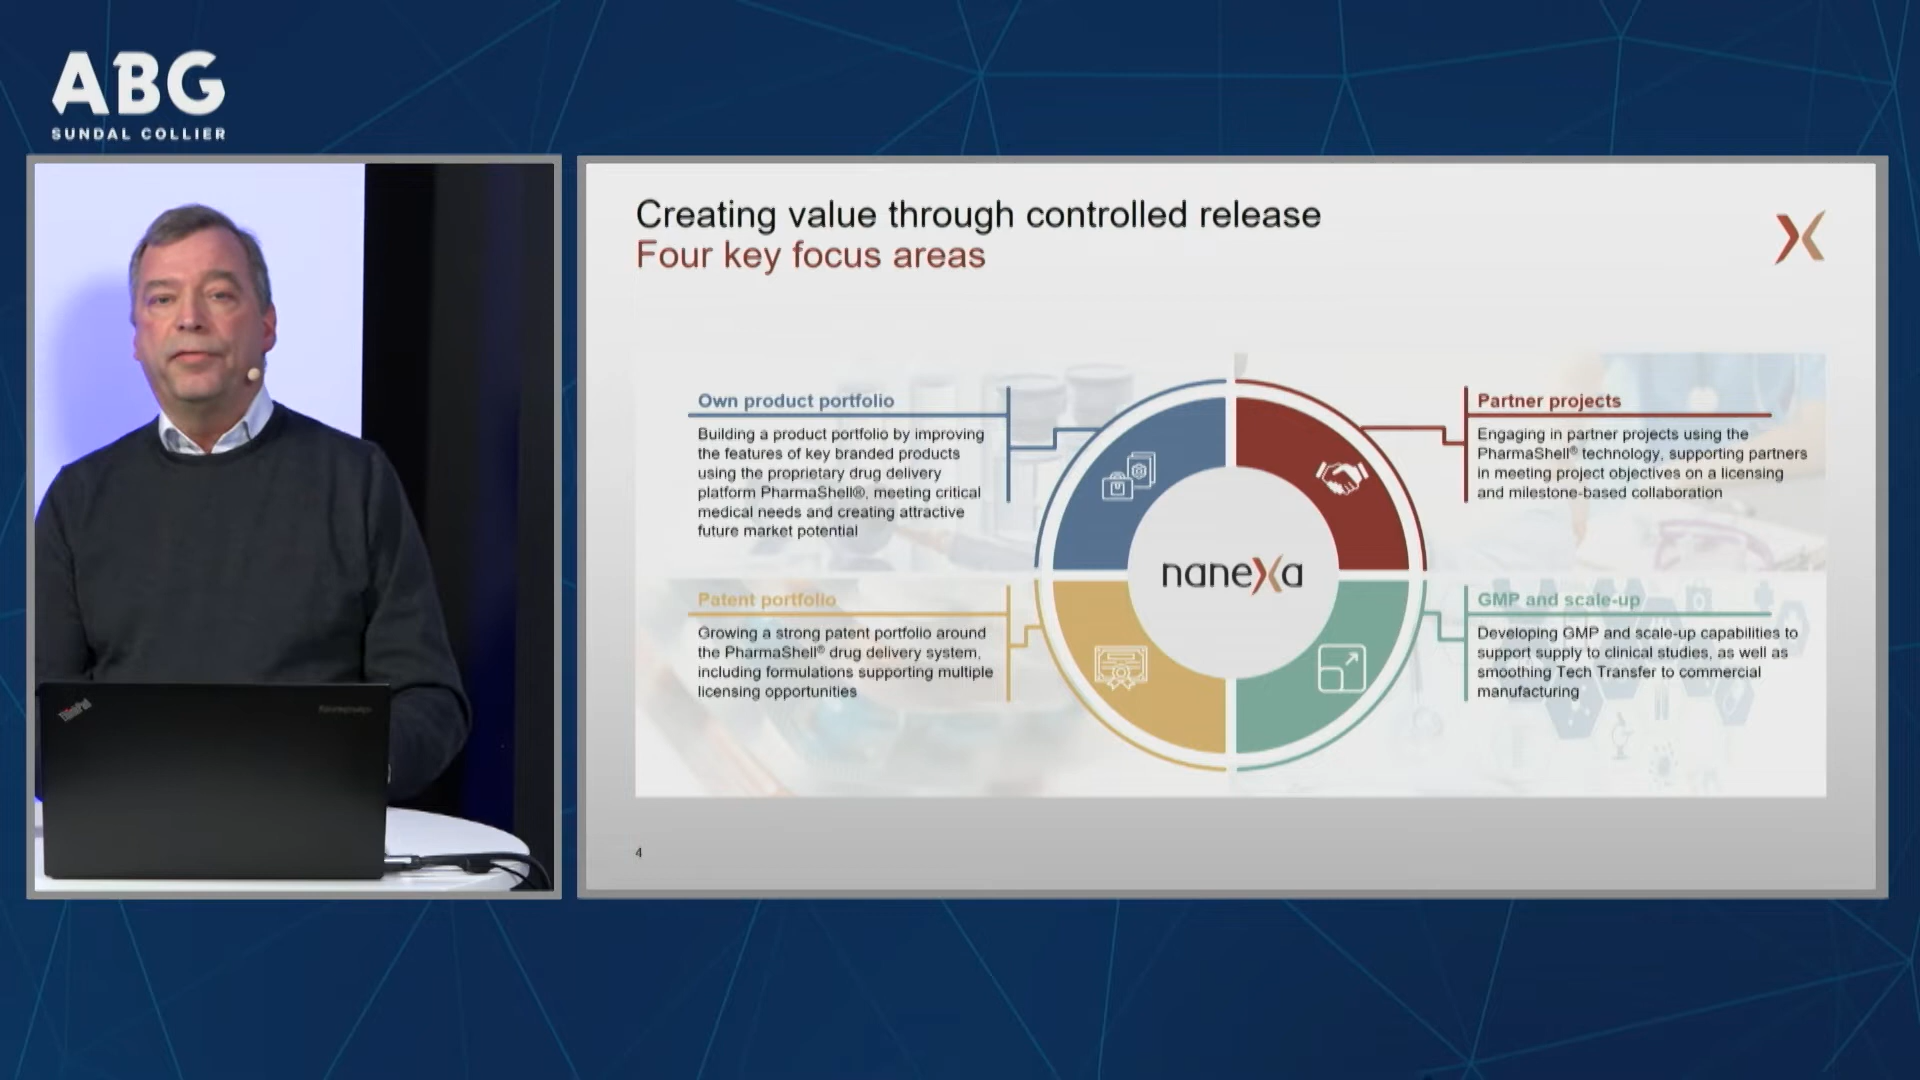 ABG
SUNDAL COLLIER
Creating value through controlled release
Four key focus areas
Own product portfolio
Building a product portfolio by improving
the features of key branded products
using the proprietary drug delivery
platform PharmaShell®, meeting critical
medical needs and creating attractive
future market potential
Partner projects
Engaging in partner projects using the
PharmaShell® technology, supporting partners
in meeting project objectives on a licensing
and milestone-based collaboration
nanexa
Patent portfolio
Growing a strong patent portfolio around
the PharmaShell® drug delivery system,
including formulations supporting multiple
licensing opportunities
GMP and scale-up
Developing GMP and scale-up capabilities to
support supply to clinical studies, as well as
smoothing Tech Transfer to commercial
manufacturing
4
ThinkPad